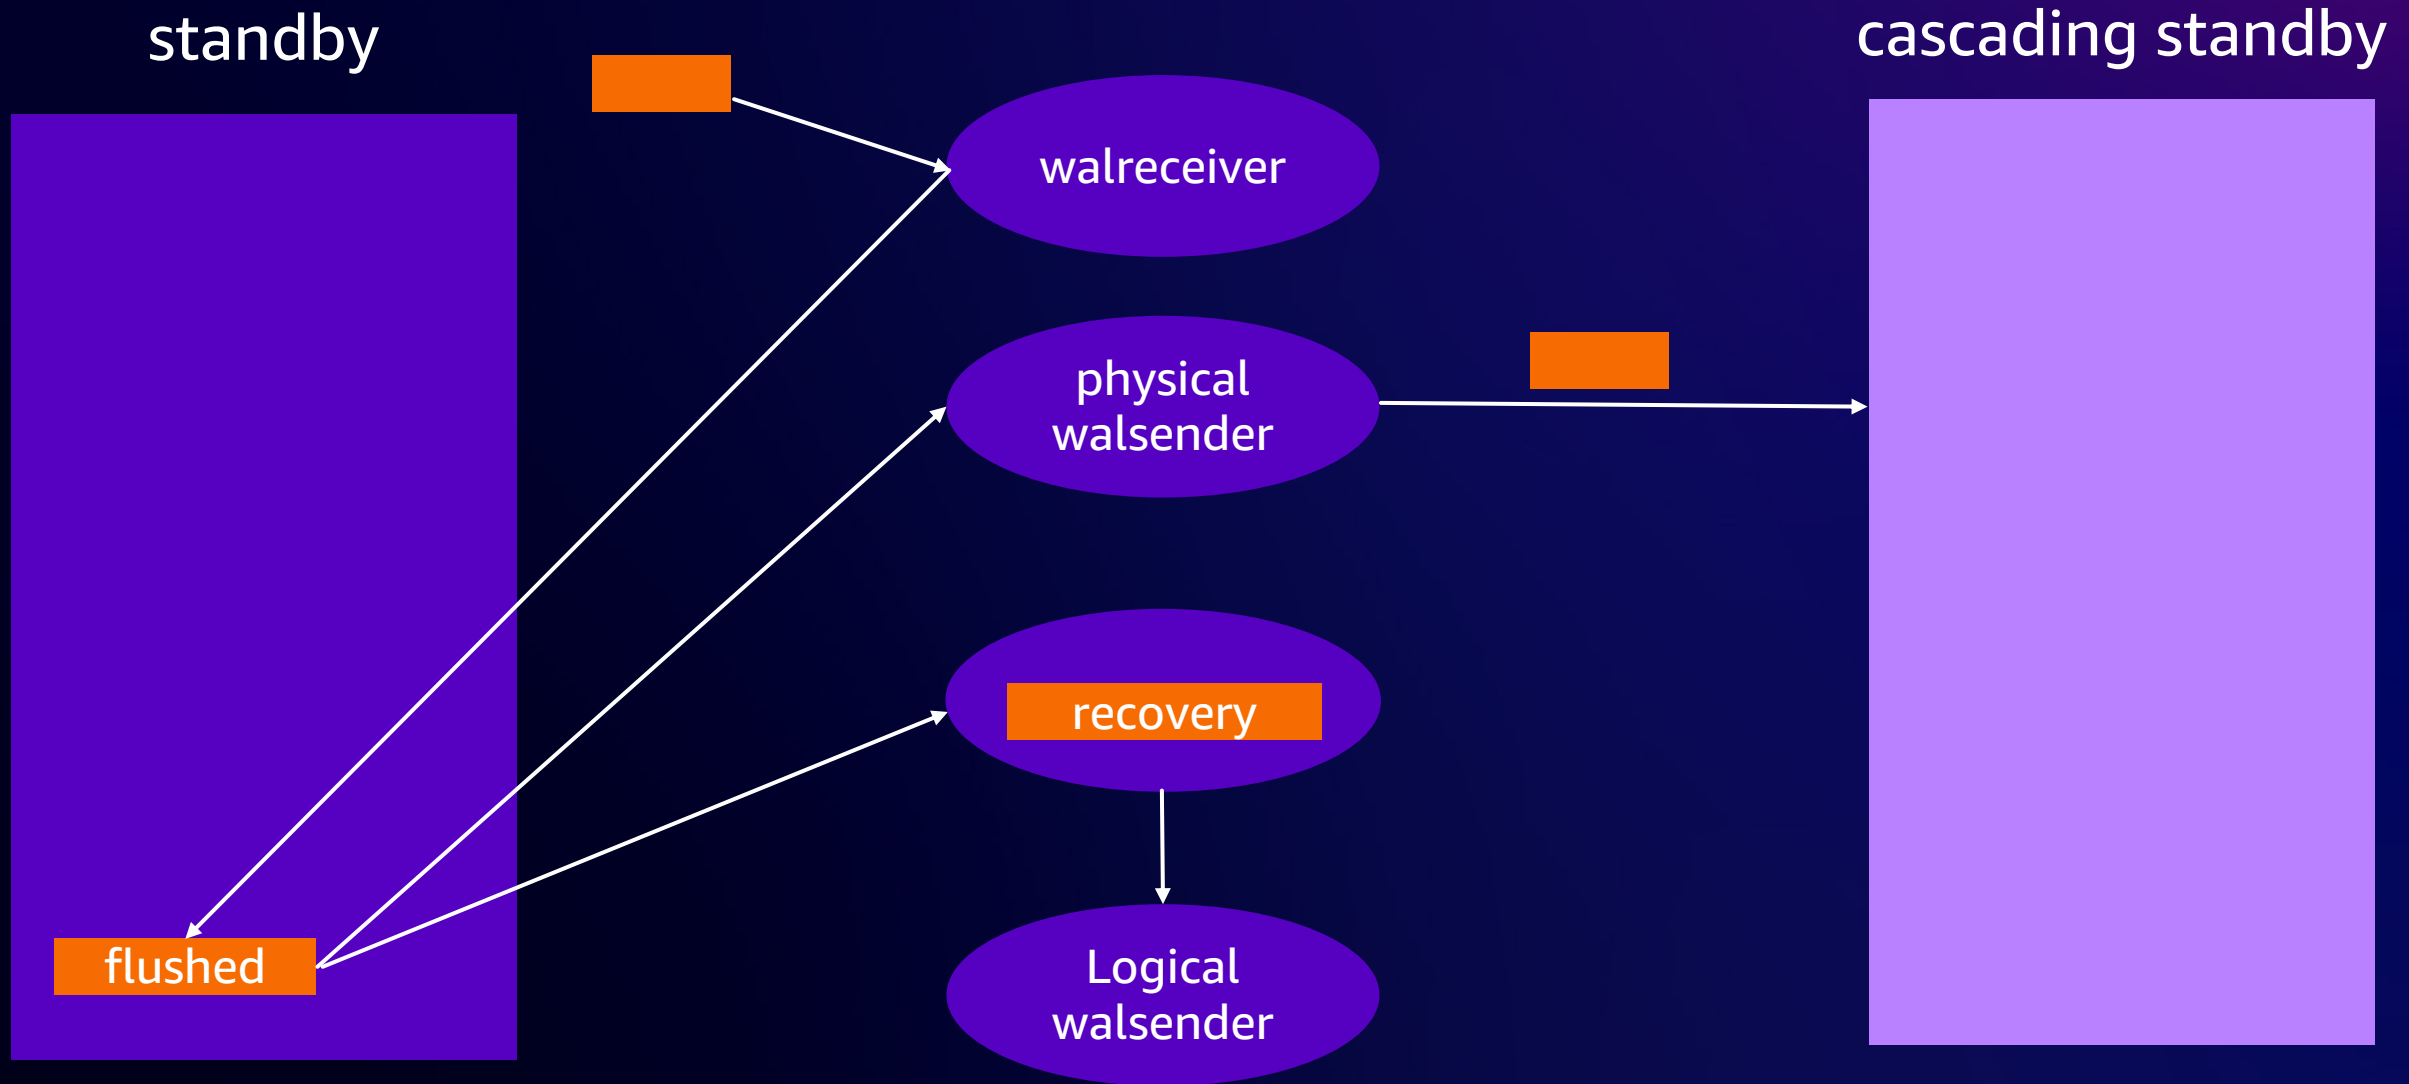 standby
cascading standby
walreceiver
physical
walsender
recovery
flushed
Logical
walsender